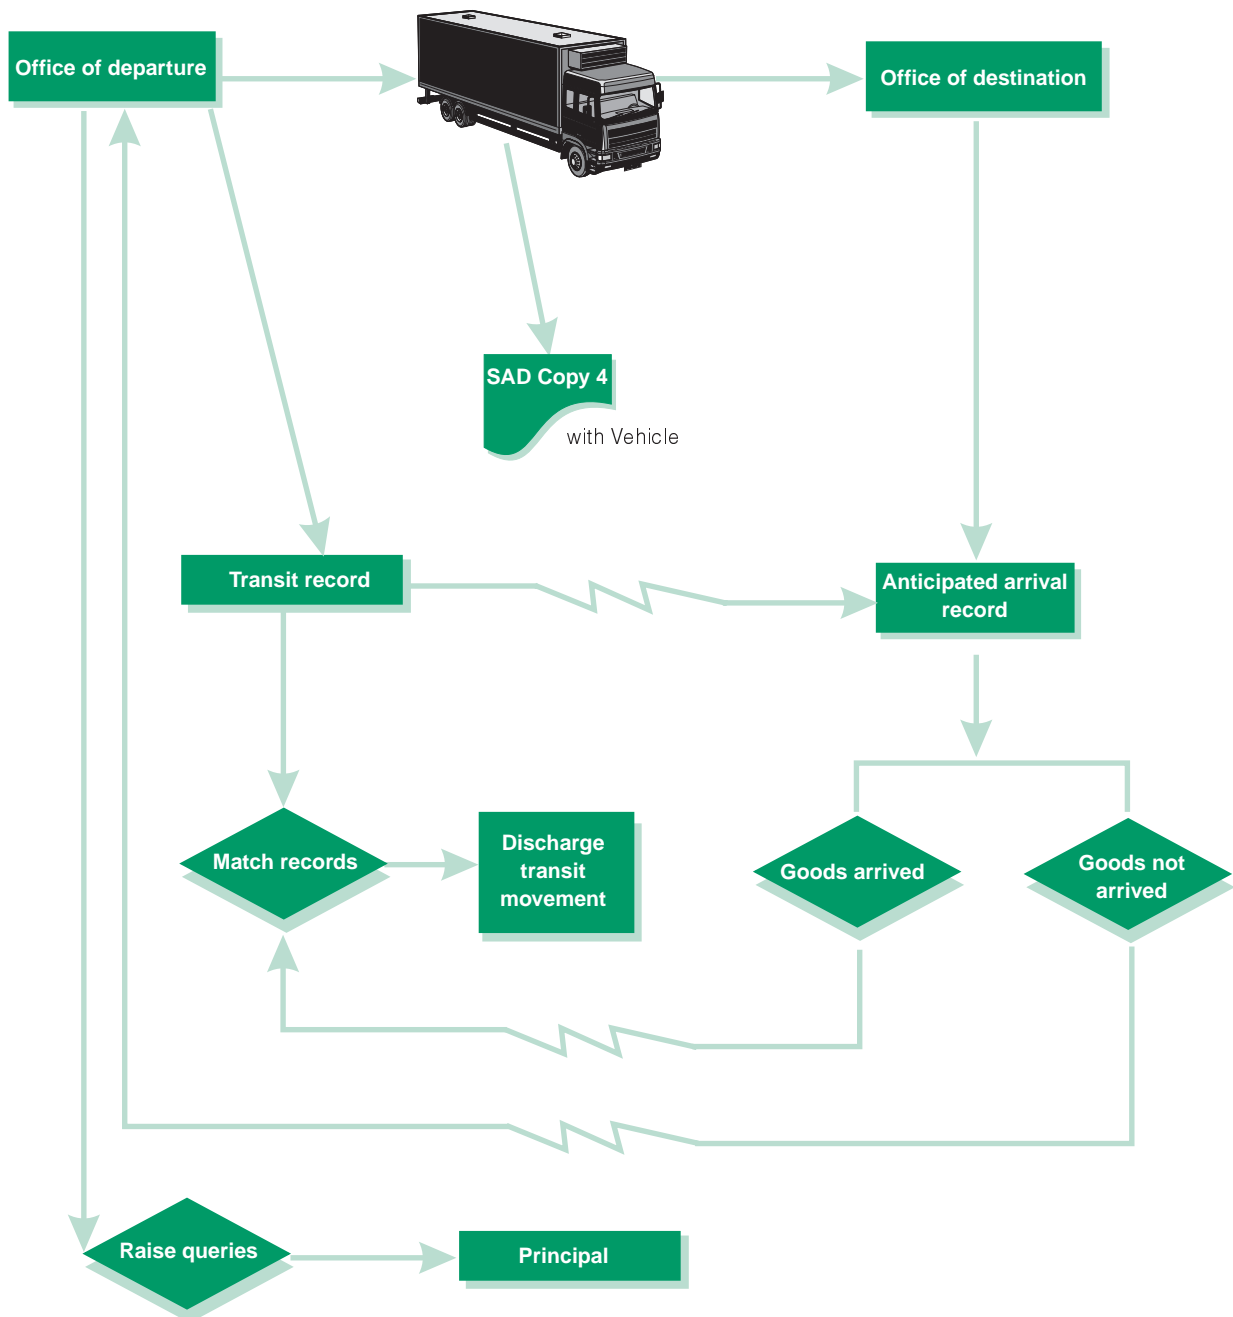 Office of departure
Office of destination
SAD Copy 4
with Vehicle
Transit record
Anticipated arrival
record
Match records
Discharge
transit
movement
Goods arrived
Goods not
arrived
Raise queries
Principal